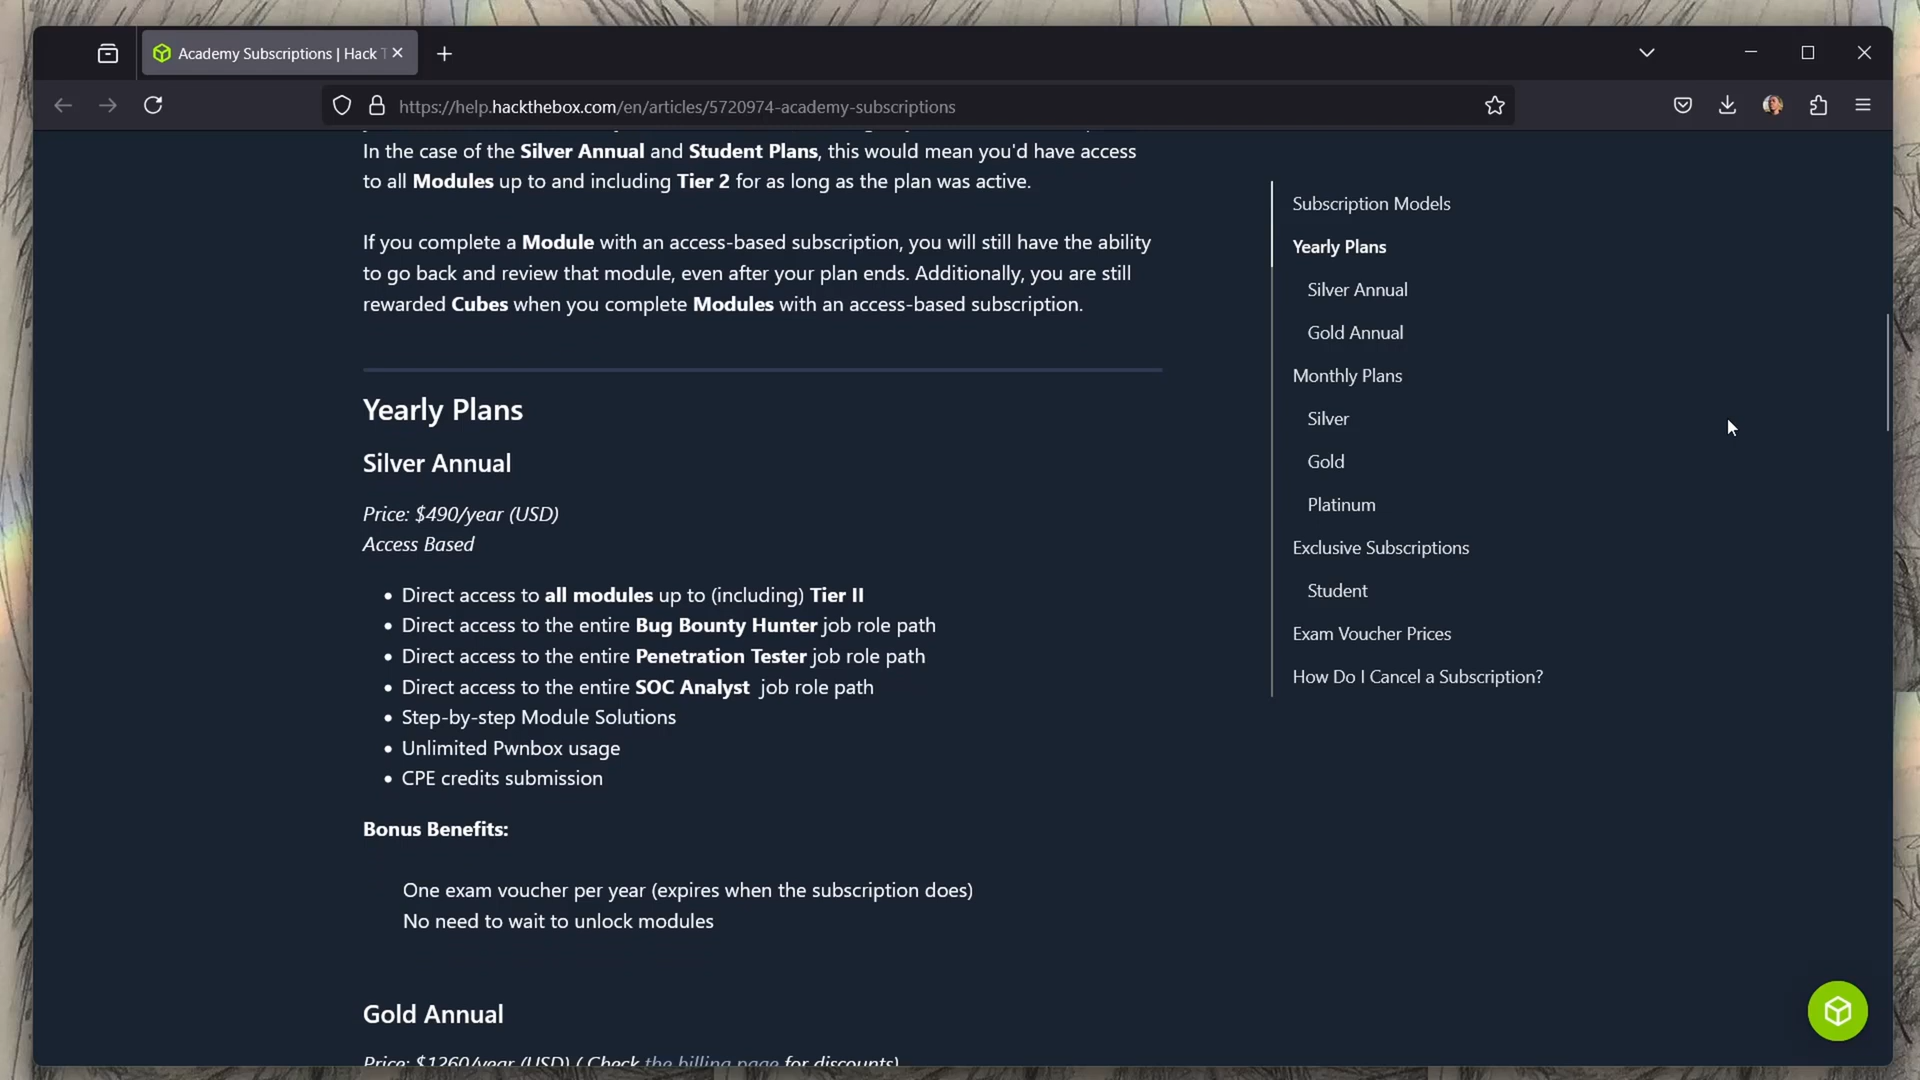 Academy Subscriptions | Hack T
https://help.hackthebox.com/en/articles/5720974-academy-subscriptions
In the case of the Silver Annual and Student Plans, this would mean you'd have access
to all Modules up to and including Tier 2 for as long as the plan was active.
If you complete a Module with an access-based subscription, you will still have the ability
to go back and review that module, even after your plan ends. Additionally, you are still
rewarded Cubes when you complete Modules with an access-based subscription.
Yearly Plans
Silver Annual
Price: $490/year (USD)
Access Based
• Direct access to all modules up to (including) Tier II
• Direct access to the entire Bug Bounty Hunter job role path
• Direct access to the entire Penetration Tester job role path
• Direct access to the entire SOC Analyst job role path
• Step-by-step Module Solutions
• Unlimited Pwnbox usage
• CPE credits submission
Bonus Benefits:
One exam voucher per year (expires when the subscription does)
No need to wait to unlock modules
Gold Annual
Price: $1260/year (USD) ( Check the billing page for discounts)
Subscription Models
Yearly Plans
Silver Annual
Gold Annual
Monthly Plans
Silver
Gold
Platinum
Exclusive Subscriptions
Student
Exam Voucher Prices
How Do I Cancel a Subscription?